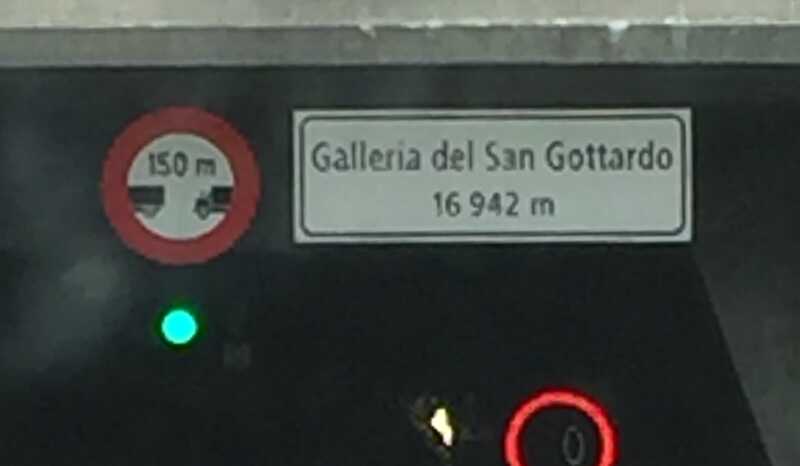 150 m
Galleria del San Gottardo
16 942 m